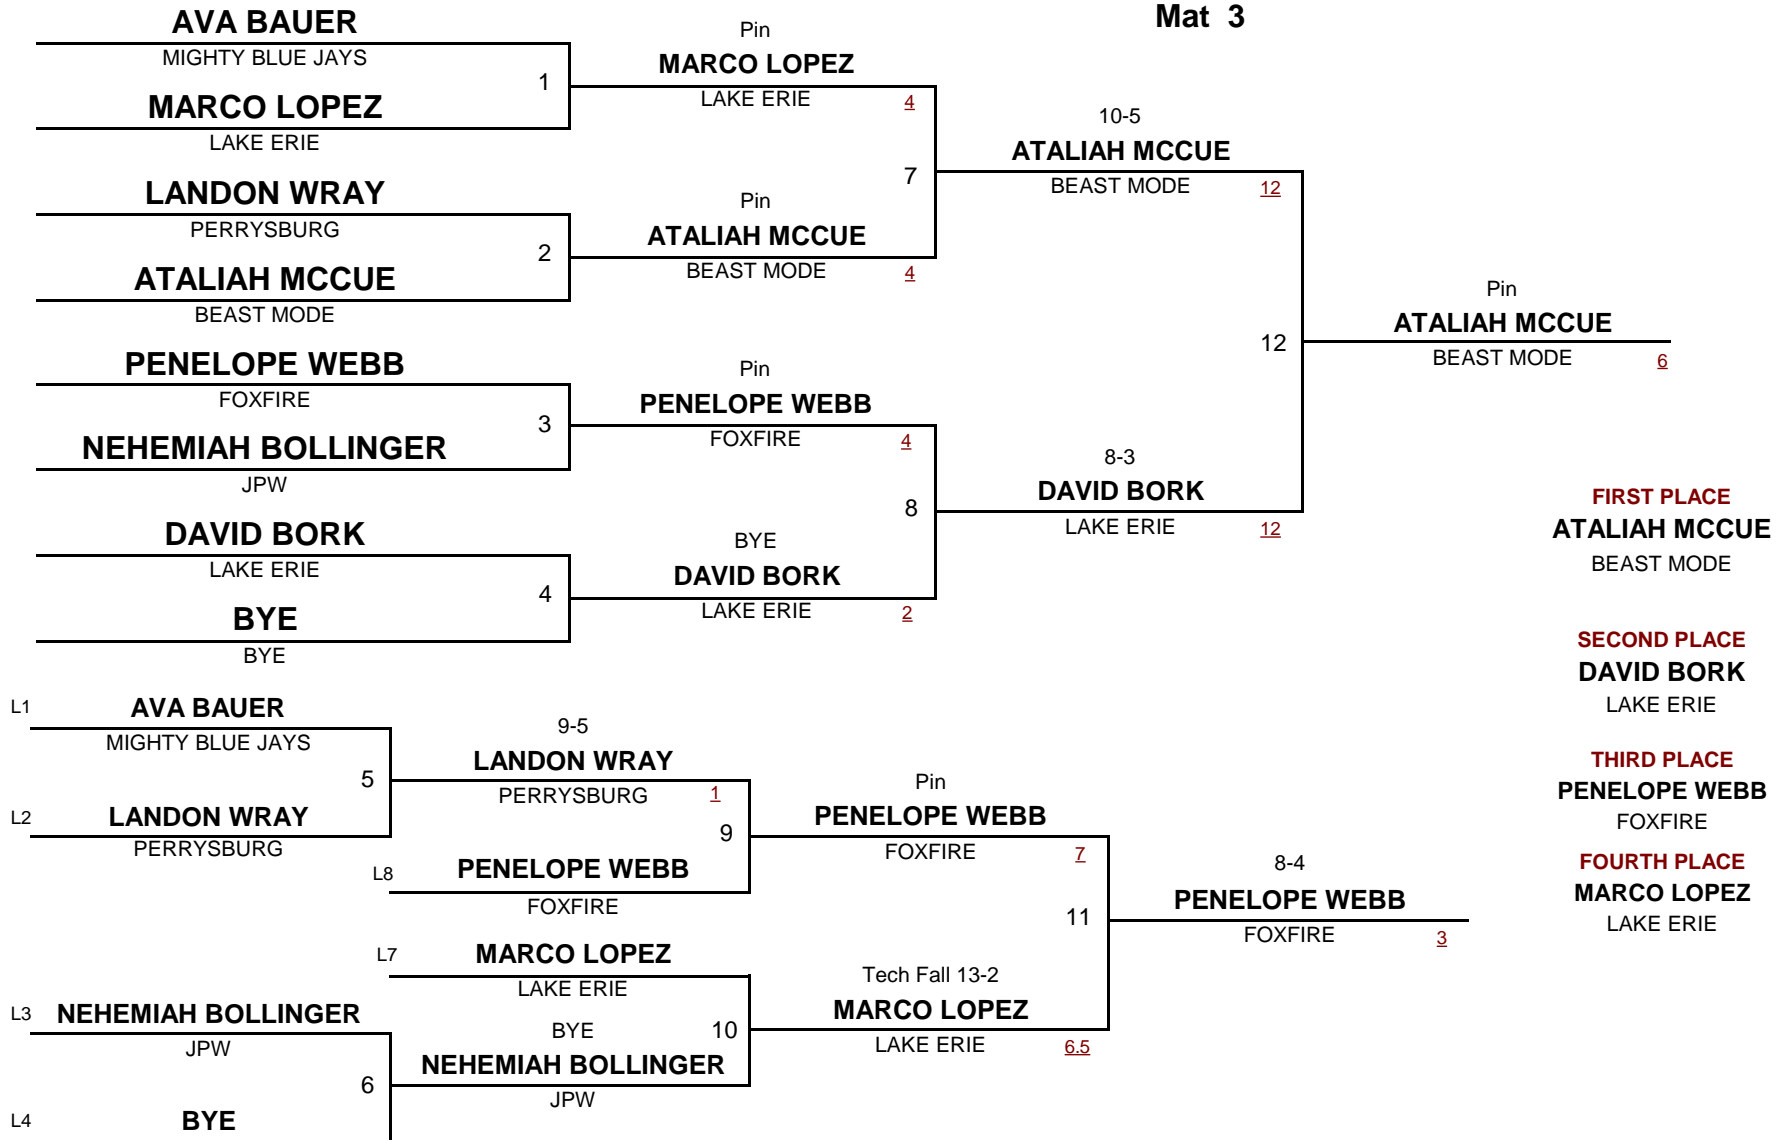 Mat 3
AVA BAUER
MIGHTY BLUE JAYS
1
MARCO LOPEZ
LAKE ERIE
LANDON WRAY
PERRYSBURG
2
ATALIAH MCCUE
BEAST MODE
PENELOPE WEBB
FOXFIRE
3
NEHEMIAH BOLLINGER
JPW
DAVID BORK
LAKE ERIE
4
BYE
BYE
Pin
MARCO LOPEZ
LAKE ERIE
4
7
Pin
ATALIAH MCCUE
BEAST MODE
4
Pin
PENELOPE WEBB
FOXFIRE
4
8
BYE
DAVID BORK
LAKE ERIE
2
10-5
ATALIAH MCCUE
BEAST MODE
12
12
8-3
DAVID BORK
LAKE ERIE
12
Pin
ATALIAH MCCUE
BEAST MODE
6
FIRST PLACE
ATALIAH MCCUE
BEAST MODE
SECOND PLACE
DAVID BORK
LAKE ERIE
THIRD PLACE
PENELOPE WEBB
FOXFIRE
FOURTH PLACE
MARCO LOPEZ
LAKE ERIE
L1
AVA BAUER
MIGHTY BLUE JAYS
5
L2
LANDON WRAY
PERRYSBURG
L3
NEHEMIAH BOLLINGER
JPW
6
L4
BYE
9-5
LANDON WRAY
PERRYSBURG
1
9
L8
PENELOPE WEBB
FOXFIRE
L7
MARCO LOPEZ
LAKE ERIE
10
BYE
NEHEMIAH BOLLINGER
JPW
Pin
PENELOPE WEBB
FOXFIRE
7
11
Tech Fall 13-2
MARCO LOPEZ
LAKE ERIE
6.5
8-4
PENELOPE WEBB
FOXFIRE
3